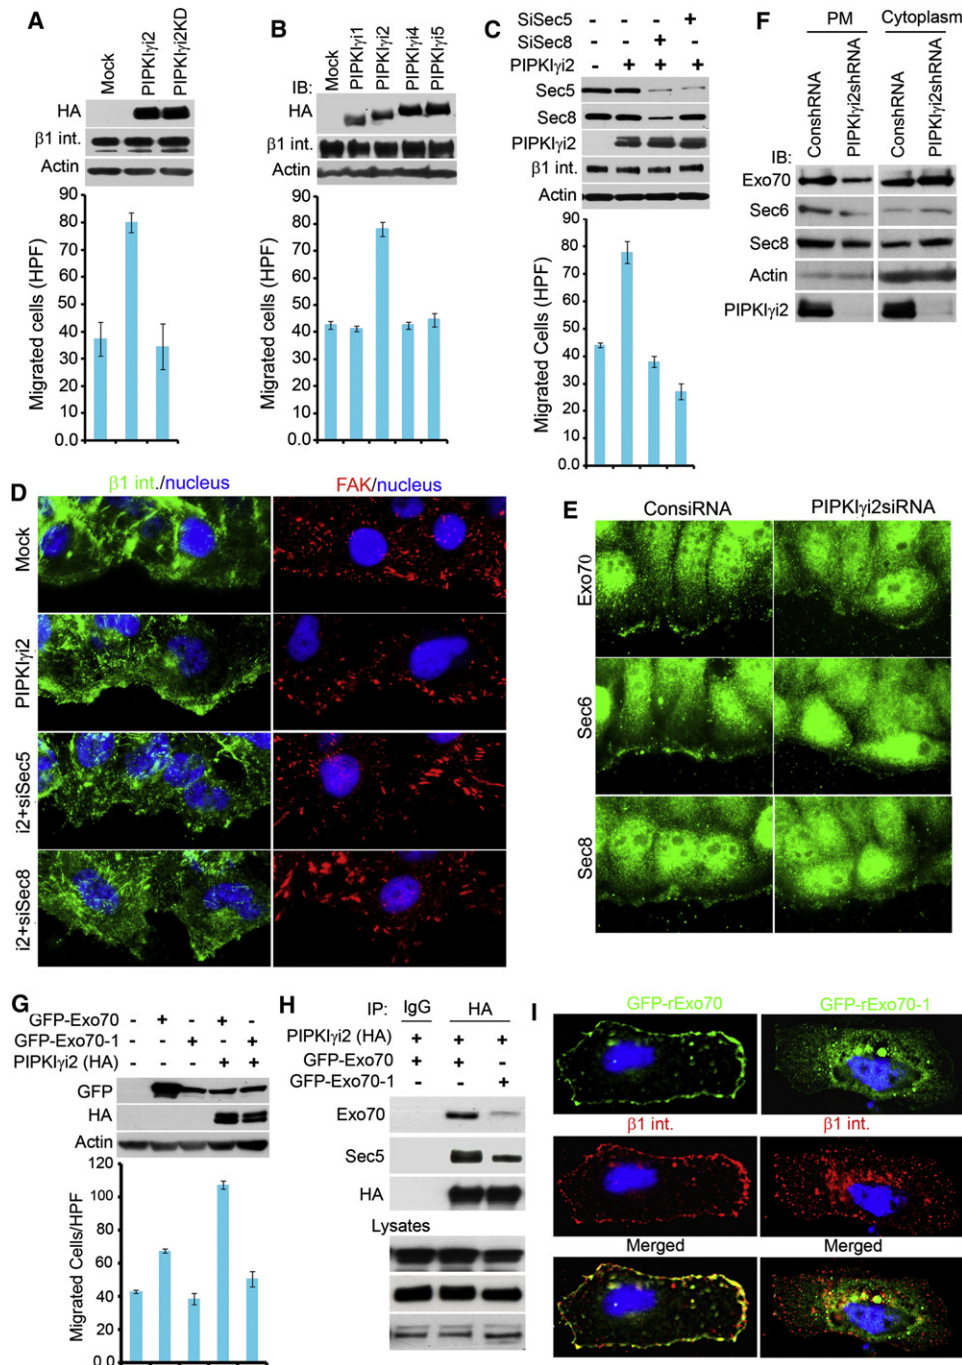 A
Mock
PIPKIγi2
PIPKIγi2KD
HA
β1 int.
Actin
Migrated cells (HPF)
90
80
70
60
50
40
30
20
10
0.0
B
IB:
Mock
PIPKIγi1
PIPKIγi2
PIPKIγi4
PIPKIγi5
HA
β1 int.
Actin
Migrated cells (HPF)
90
80
70
60
50
40
30
20
10
0.0
C
SiSec5 - - - +
SiSec8 - - + -
PIPKIγi2 - + + +
Sec5
Sec8
PIPKIγi2
β1 int.
Actin
Migrated Cells (HPF)
90
80
70
60
50
40
30
20
10
0.0
F
PM Cytoplasm
IB:
ConshRNA
PIPKIγi2shRNA
ConshRNA
PIPKIγi2shRNA
Exo70
Sec6
Sec8
Actin
PIPKIγi2
D
β1 int./nucleus FAK/nucleus
Mock
PIPKIγi2
i2+siSec5
i2+siSec8
E
ConsiRNA PIPKIγi2siRNA
Exo70
Sec6
Sec8
G
GFP-Exo70 - + - + -
GFP-Exo70-1 - - + - +
PIPKIγi2 (HA) - - - + +
GFP
HA
Actin
Migrated Cells/HPF
120
100
80
60
40
20
0.0
H
IP: IgG HA
PIPKIγi2 (HA) + + +
GFP-Exo70 + + -
GFP-Exo70-1 - - +
Exo70
Sec5
HA
Lysates
I
GFP-rExo70 GFP-rExo70-1
β1 int. β1 int.
Merged Merged